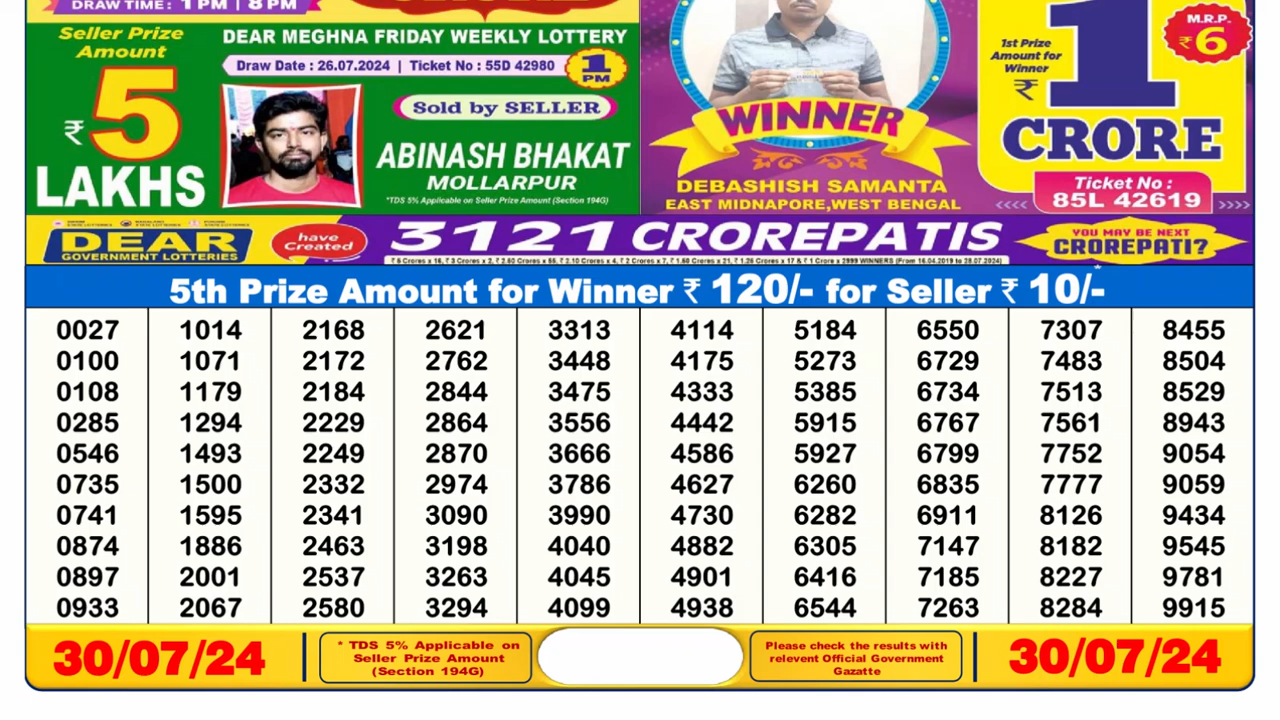 DRAW TIME : 1 PM | 8 PM
Seller Prize
Amount
₹5
LAKHS
DEAR MEGHNA FRIDAY WEEKLY LOTTERY
Draw Date : 26.07.2024 | Ticket No : 55D 42980
1
PM
Sold by SELLER
ABINASH BHAKAT
MOLLARPUR
*TDS 5% Applicable on Seller Prize Amount (Section 194G)
WINNER
DEBASHISH SAMANTA
EAST MIDNAPORE,WEST BENGAL
1st Prize
Amount for
Winner
₹1
CRORE
M.R.P.
₹6
Ticket No :
<<<< 85L 42619 >>>>
DEAR
GOVERNMENT LOTTERIES
have
Created
3121 CROREPATIS
YOU MAY BE NEXT
CROREPATI?
5th Prize Amount for Winner ₹ 120/- for Seller ₹ 10/-*
0027 1014 2168 2621 3313 4114 5184 6550 7307 8455
0100 1071 2172 2762 3448 4175 5273 6729 7483 8504
0108 1179 2184 2844 3475 4333 5385 6734 7513 8529
0285 1294 2229 2864 3556 4442 5915 6767 7561 8943
0546 1493 2249 2870 3666 4586 5927 6799 7752 9054
0735 1500 2332 2974 3786 4627 6260 6835 7777 9059
0741 1595 2341 3090 3990 4730 6282 6911 8126 9434
0874 1886 2463 3198 4040 4882 6305 7147 8182 9545
0897 2001 2537 3263 4045 4901 6416 7185 8227 9781
0933 2067 2580 3294 4099 4938 6544 7263 8284 9915
30/07/24
* TDS 5% Applicable on
Seller Prize Amount
(Section 194G)
Please check the results with
relevent Official Government
Gazatte
30/07/24